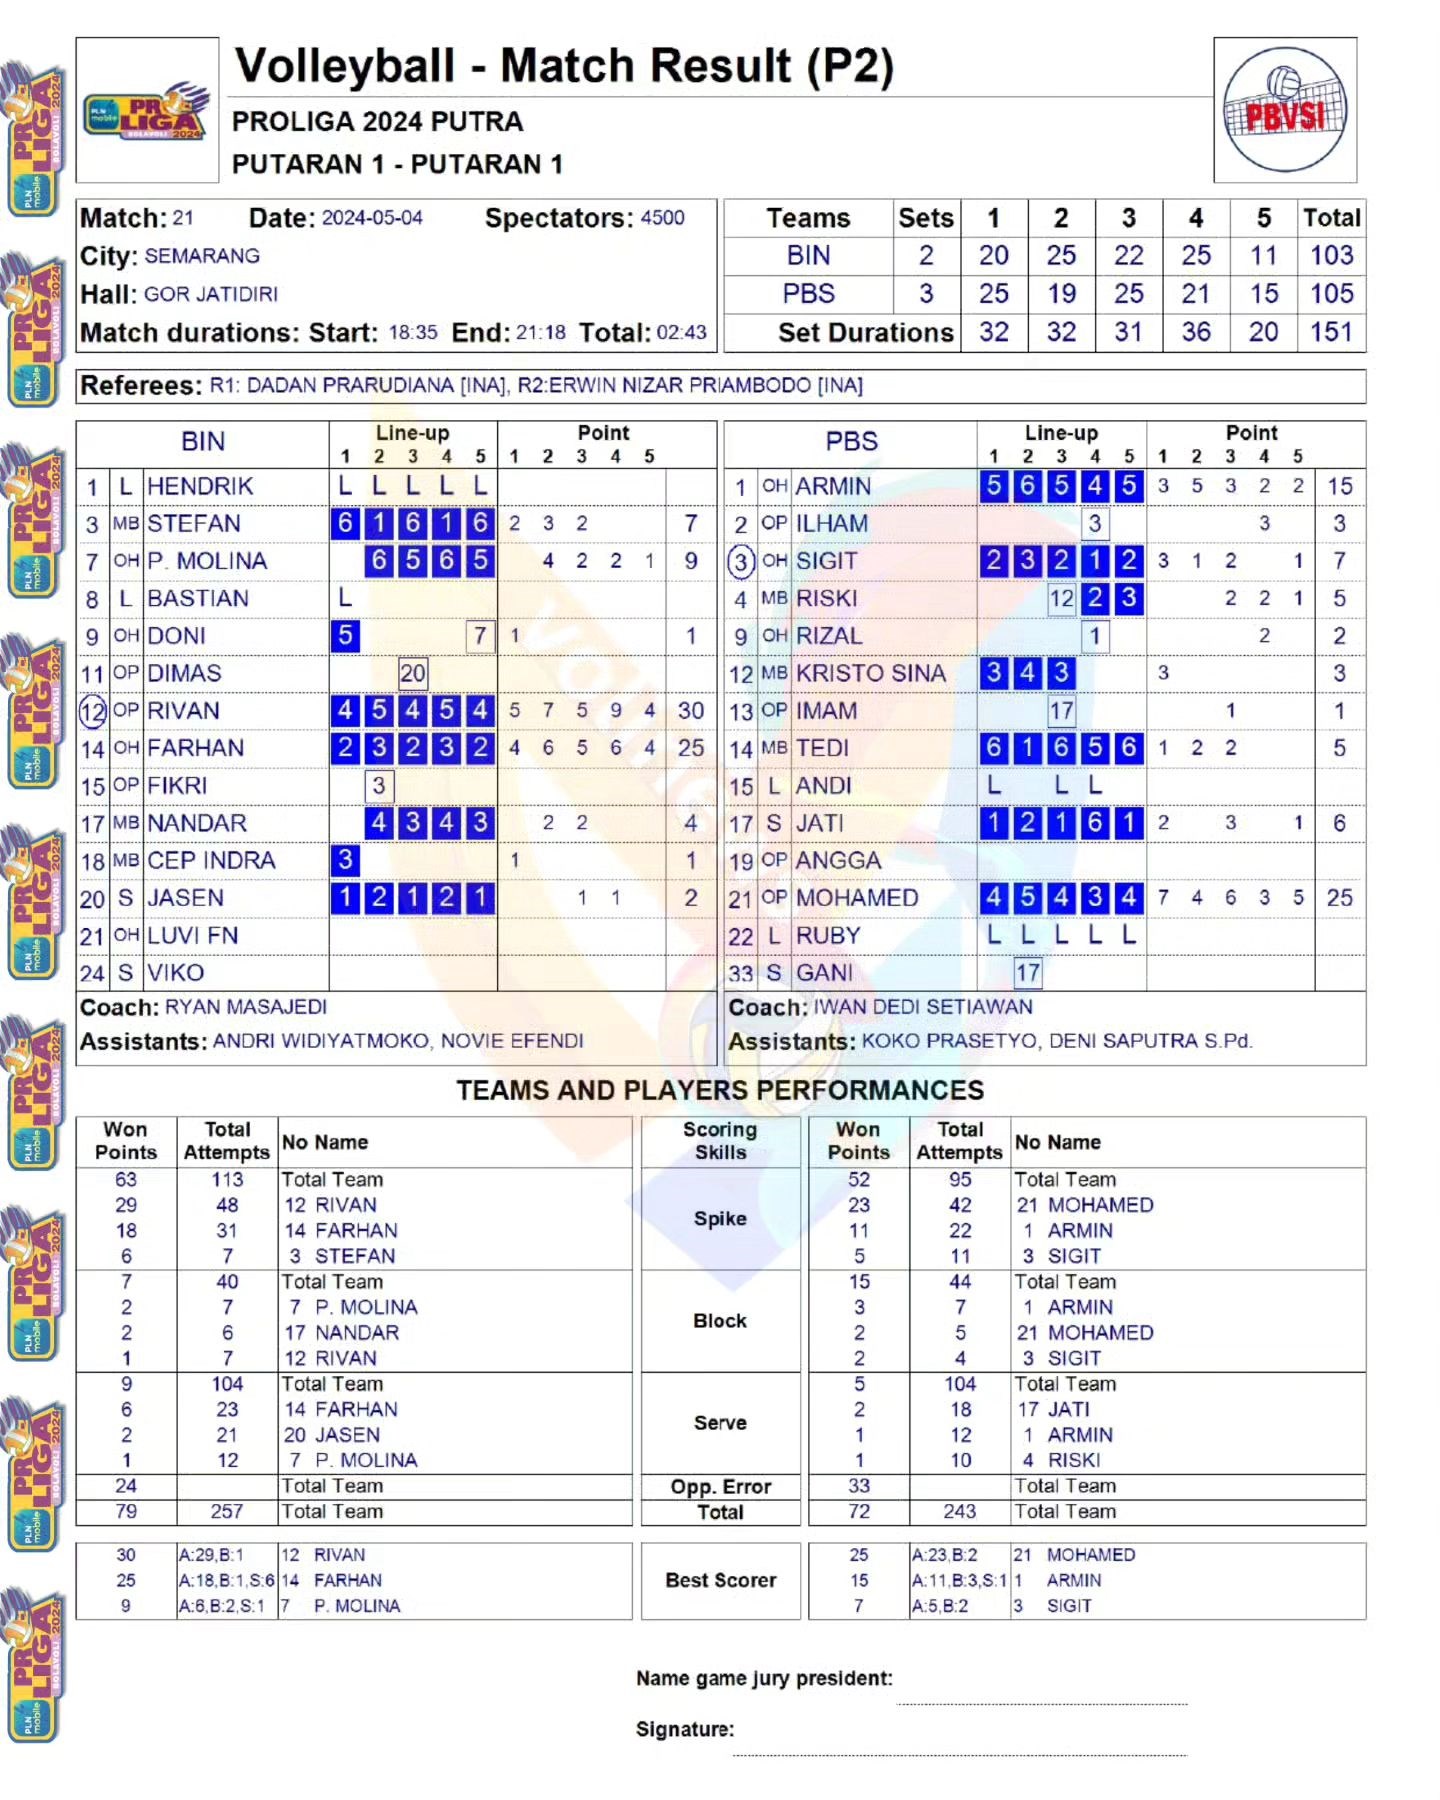 Volleyball - Match Result (P2)
PROLIGA 2024 PUTRA
PUTARAN 1 - PUTARAN 1
PLN mobile PROLIGA BOLAVOLI 2024
PBVSI
Match: 21 Date: 2024-05-04 Spectators: 4500
City: SEMARANG
Hall: GOR JATIDIRI
Match durations: Start: 18:35 End: 21:18 Total: 02:43
Teams Sets 1 2 3 4 5 Total
BIN 2 20 25 22 25 11 103
PBS 3 25 19 25 21 15 105
Set Durations 32 32 31 36 20 151
Referees: R1: DADAN PRARUDIANA [INA], R2:ERWIN NIZAR PRIAMBODO [INA]
BIN Line-up Point
1 2 3 4 5 1 2 3 4 5
1 L HENDRIK L L L L L
3 MB STEFAN 6 1 6 1 6 2 3 2 7
7 OH P. MOLINA 6 5 6 5 4 2 2 1 9
8 L BASTIAN L
9 OH DONI 5 7 1 1
11 OP DIMAS 20
12 OP RIVAN 4 5 4 5 4 5 7 5 9 4 30
14 OH FARHAN 2 3 2 3 2 4 6 5 6 4 25
15 OP FIKRI 3
17 MB NANDAR 4 3 4 3 2 2 4
18 MB CEP INDRA 3 1 1
20 S JASEN 1 2 1 2 1 1 1 2
21 OH LUVI FN
24 S VIKO
Coach: RYAN MASAJEDI
Assistants: ANDRI WIDIYATMOKO, NOVIE EFENDI
PBS Line-up Point
1 2 3 4 5 1 2 3 4 5
1 OH ARMIN 5 6 5 4 5 3 5 3 2 2 15
2 OP ILHAM 3 3 3
3 OH SIGIT 2 3 2 1 2 3 1 2 1 7
4 MB RISKI 12 2 3 2 2 1 5
9 OH RIZAL 1 2 2
12 MB KRISTO SINA 3 4 3 3 3
13 OP IMAM 17 1 1
14 MB TEDI 6 1 6 5 6 1 2 2 5
15 L ANDI L L L
17 S JATI 1 2 1 6 1 2 3 1 6
19 OP ANGGA
21 OP MOHAMED 4 5 4 3 4 7 4 6 3 5 25
22 L RUBY L L L L L
33 S GANI 17
Coach: IWAN DEDI SETIAWAN
Assistants: KOKO PRASETYO, DENI SAPUTRA S.Pd.
TEAMS AND PLAYERS PERFORMANCES
Won Points Total Attempts No Name Scoring Skills Won Points Total Attempts No Name
63 113 Total Team Spike 52 95 Total Team
29 48 12 RIVAN 23 42 21 MOHAMED
18 31 14 FARHAN 11 22 1 ARMIN
6 7 3 STEFAN 5 11 3 SIGIT
7 40 Total Team Block 15 44 Total Team
2 7 7 P. MOLINA 3 7 1 ARMIN
2 6 17 NANDAR 2 5 21 MOHAMED
1 7 12 RIVAN 2 4 3 SIGIT
9 104 Total Team Serve 5 104 Total Team
6 23 14 FARHAN 2 18 17 JATI
2 21 20 JASEN 1 12 1 ARMIN
1 12 7 P. MOLINA 1 10 4 RISKI
24 Total Team Opp. Error 33 Total Team
79 257 Total Team Total 72 243 Total Team
30 A:29,B:1 12 RIVAN Best Scorer 25 A:23,B:2 21 MOHAMED
25 A:18,B:1,S:6 14 FARHAN 15 A:11,B:3,S:1 1 ARMIN
9 A:6,B:2,S:1 7 P. MOLINA 7 A:5,B:2 3 SIGIT
Name game jury president:
Signature: